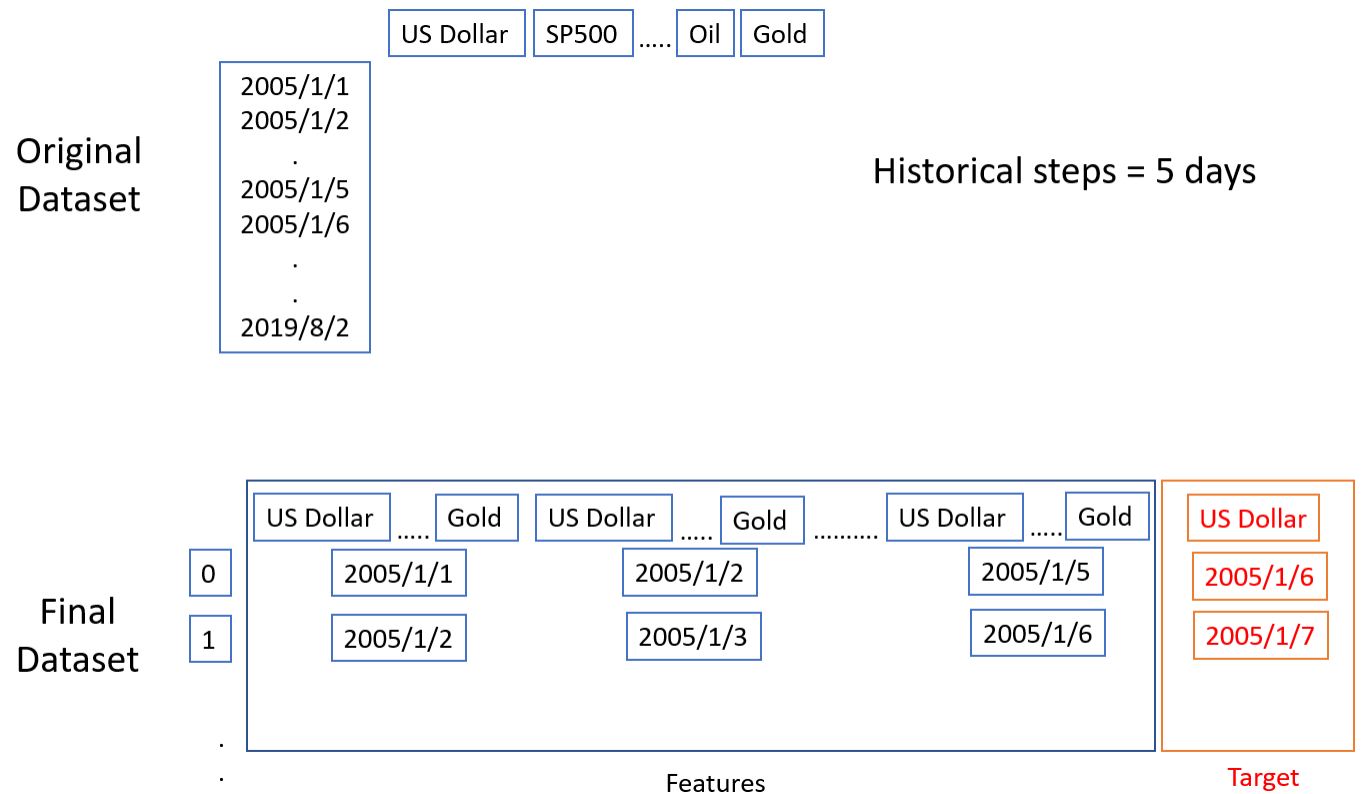 US Dollar SP500 ..... Oil Gold
2005/1/1
2005/1/2
.
2005/1/5
2005/1/6
.
.
2019/8/2
Original
Dataset
Historical steps = 5 days
US Dollar ..... Gold US Dollar ..... Gold .......... US Dollar ..... Gold US Dollar
0 2005/1/1 2005/1/2 2005/1/5 2005/1/6
1 2005/1/2 2005/1/3 2005/1/6 2005/1/7
Final
Dataset
.
.
Features
Target